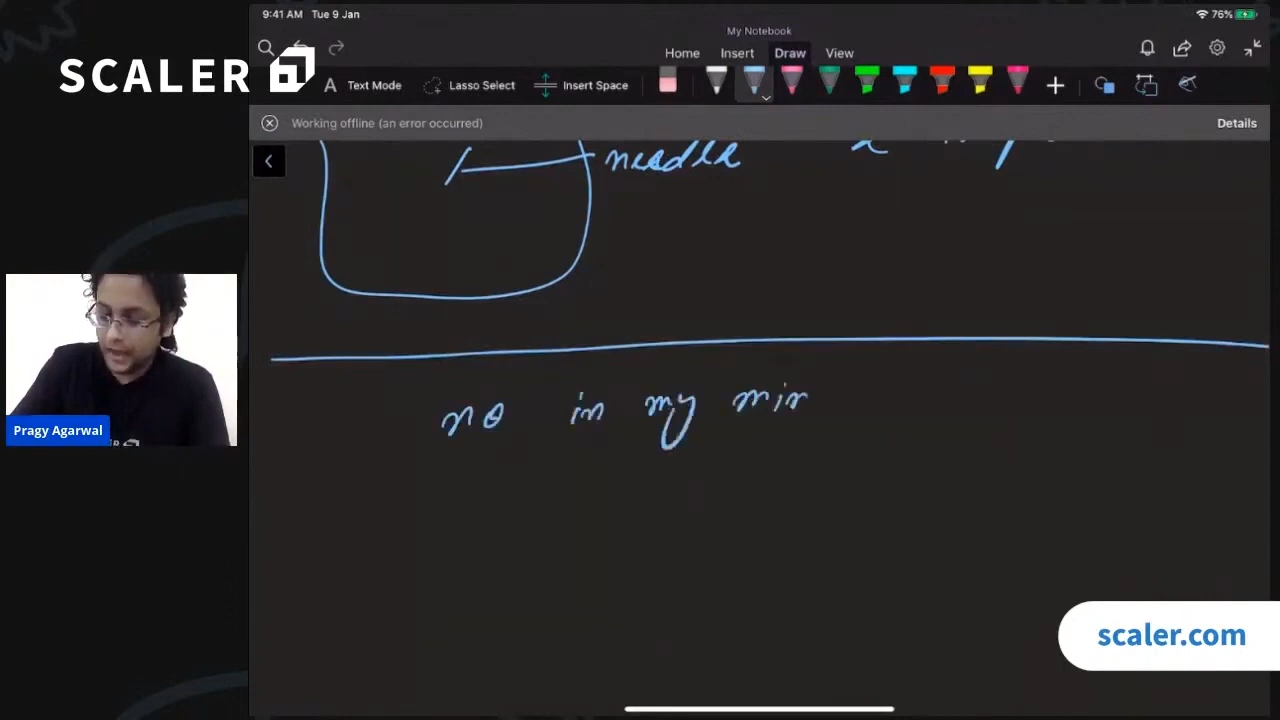 9:41 AM Tue 9 Jan
76%
My Notebook
SCALER
Home Insert Draw View
Text Mode Lasso Select Insert Space
Working offline (an error occurred) Details
needle
no in my min
Pragy Agarwal
scaler.com